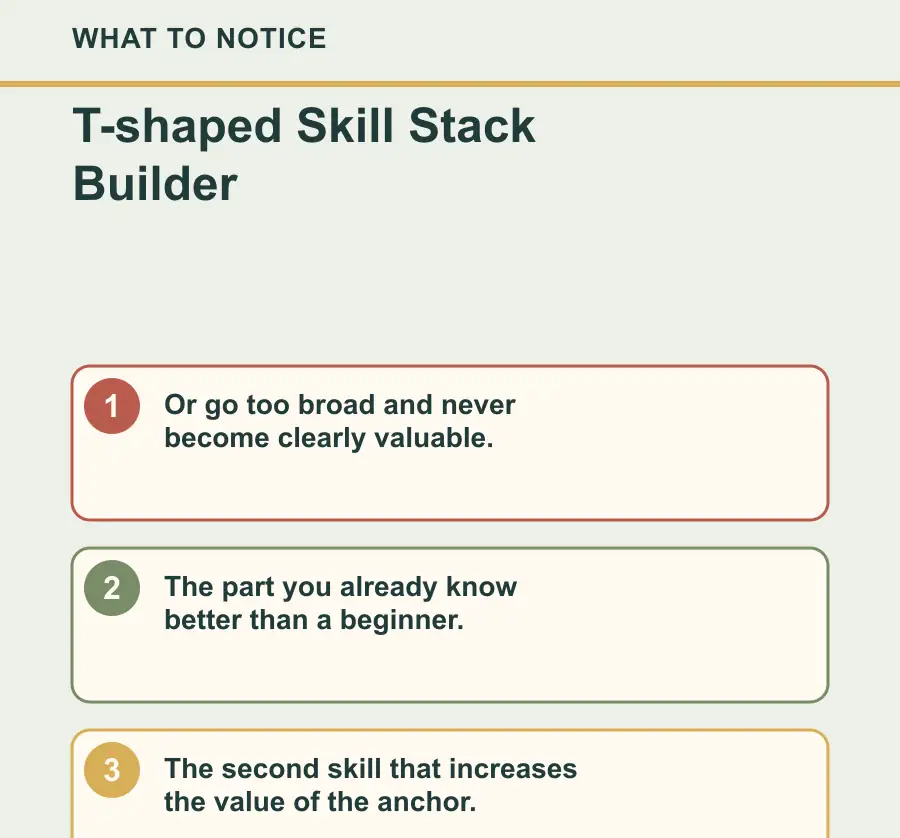 WHAT TO NOTICE
T-shaped Skill Stack
Builder
1
Or go too broad and never
become clearly valuable.
2
The part you already know
better than a beginner.
3
The second skill that increases
the value of the anchor.